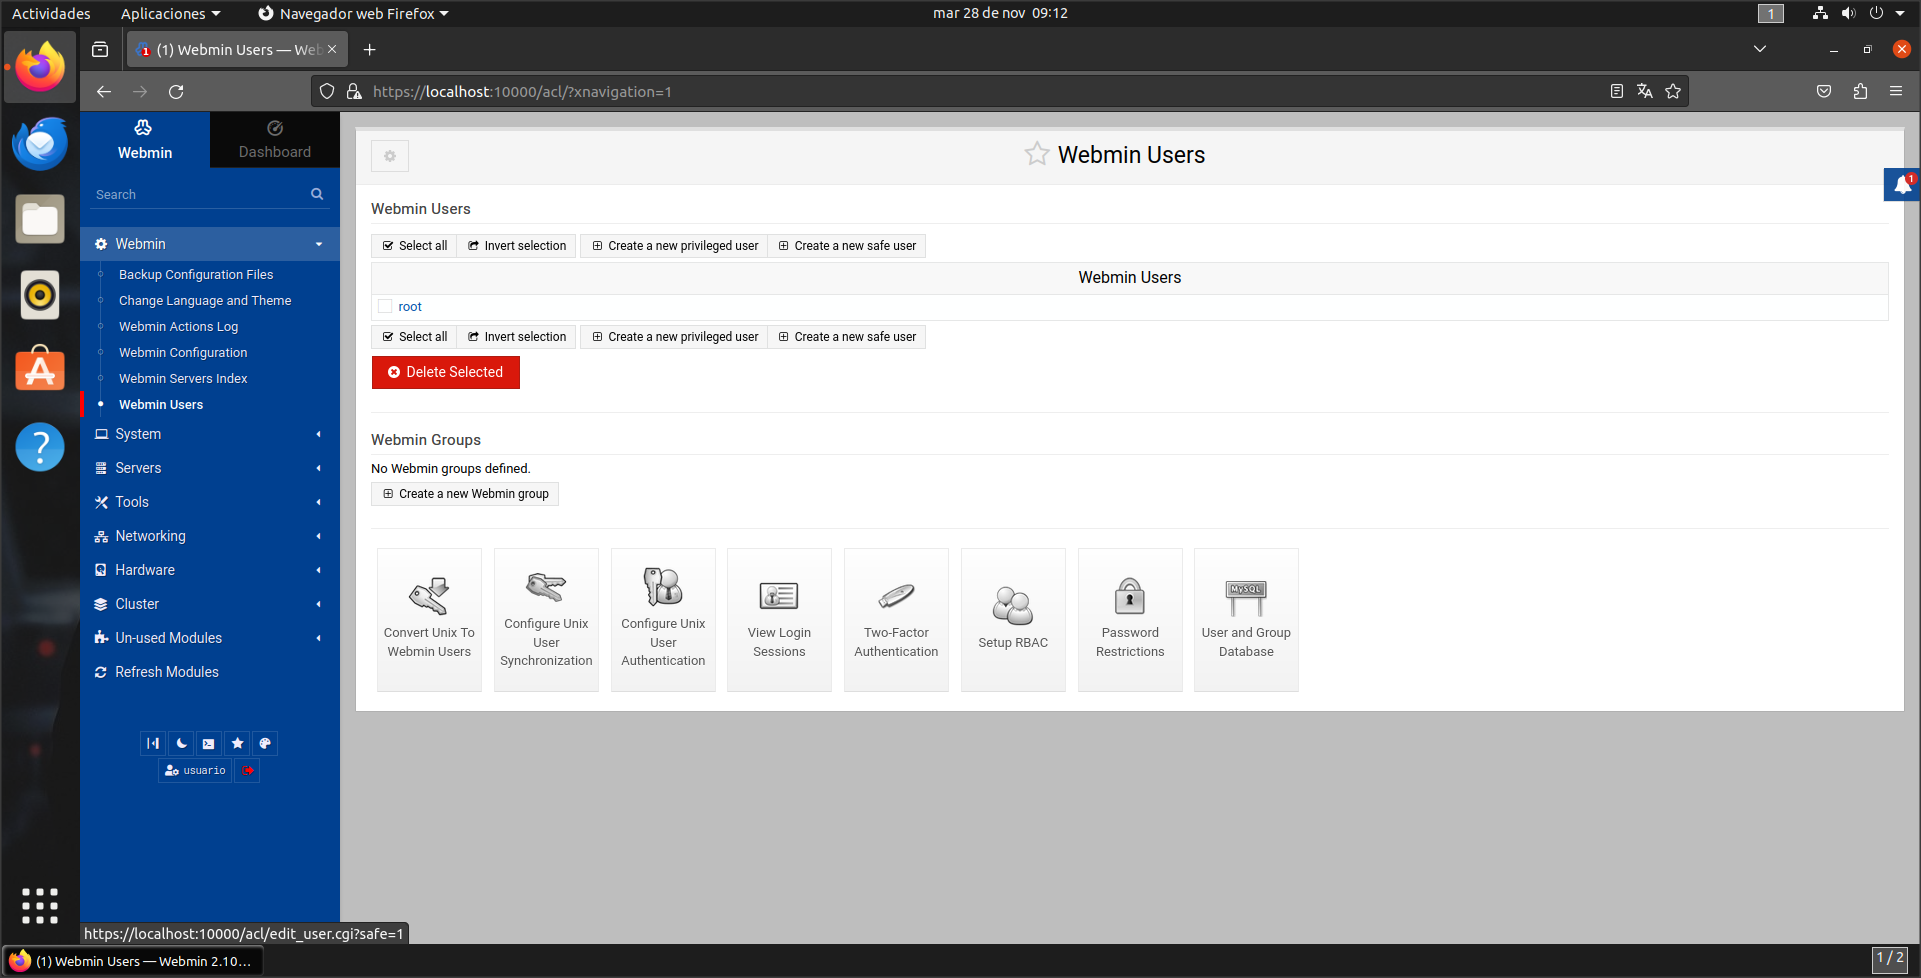 Actividades Aplicaciones Navegador web Firefox mar 28 de nov 09:12 1
1 (1) Webmin Users — Web
https://localhost:10000/acl/?xnavigation=1
Webmin
Dashboard
Search
Webmin
Backup Configuration Files
Change Language and Theme
Webmin Actions Log
Webmin Configuration
Webmin Servers Index
Webmin Users
System
Servers
Tools
Networking
Hardware
Cluster
Un-used Modules
Refresh Modules
usuario
Webmin Users
1
Webmin Users
Select all Invert selection Create a new privileged user Create a new safe user
Webmin Users
root
Select all Invert selection Create a new privileged user Create a new safe user
Delete Selected
Webmin Groups
No Webmin groups defined.
Create a new Webmin group
Convert Unix To
Webmin Users
Configure Unix
User
Synchronization
Configure Unix
User
Authentication
View Login
Sessions
Two-Factor
Authentication
Setup RBAC
Password
Restrictions
MySQL
User and Group
Database
https://localhost:10000/acl/edit_user.cgi?safe=1
(1) Webmin Users — Webmin 2.10... 1 / 2